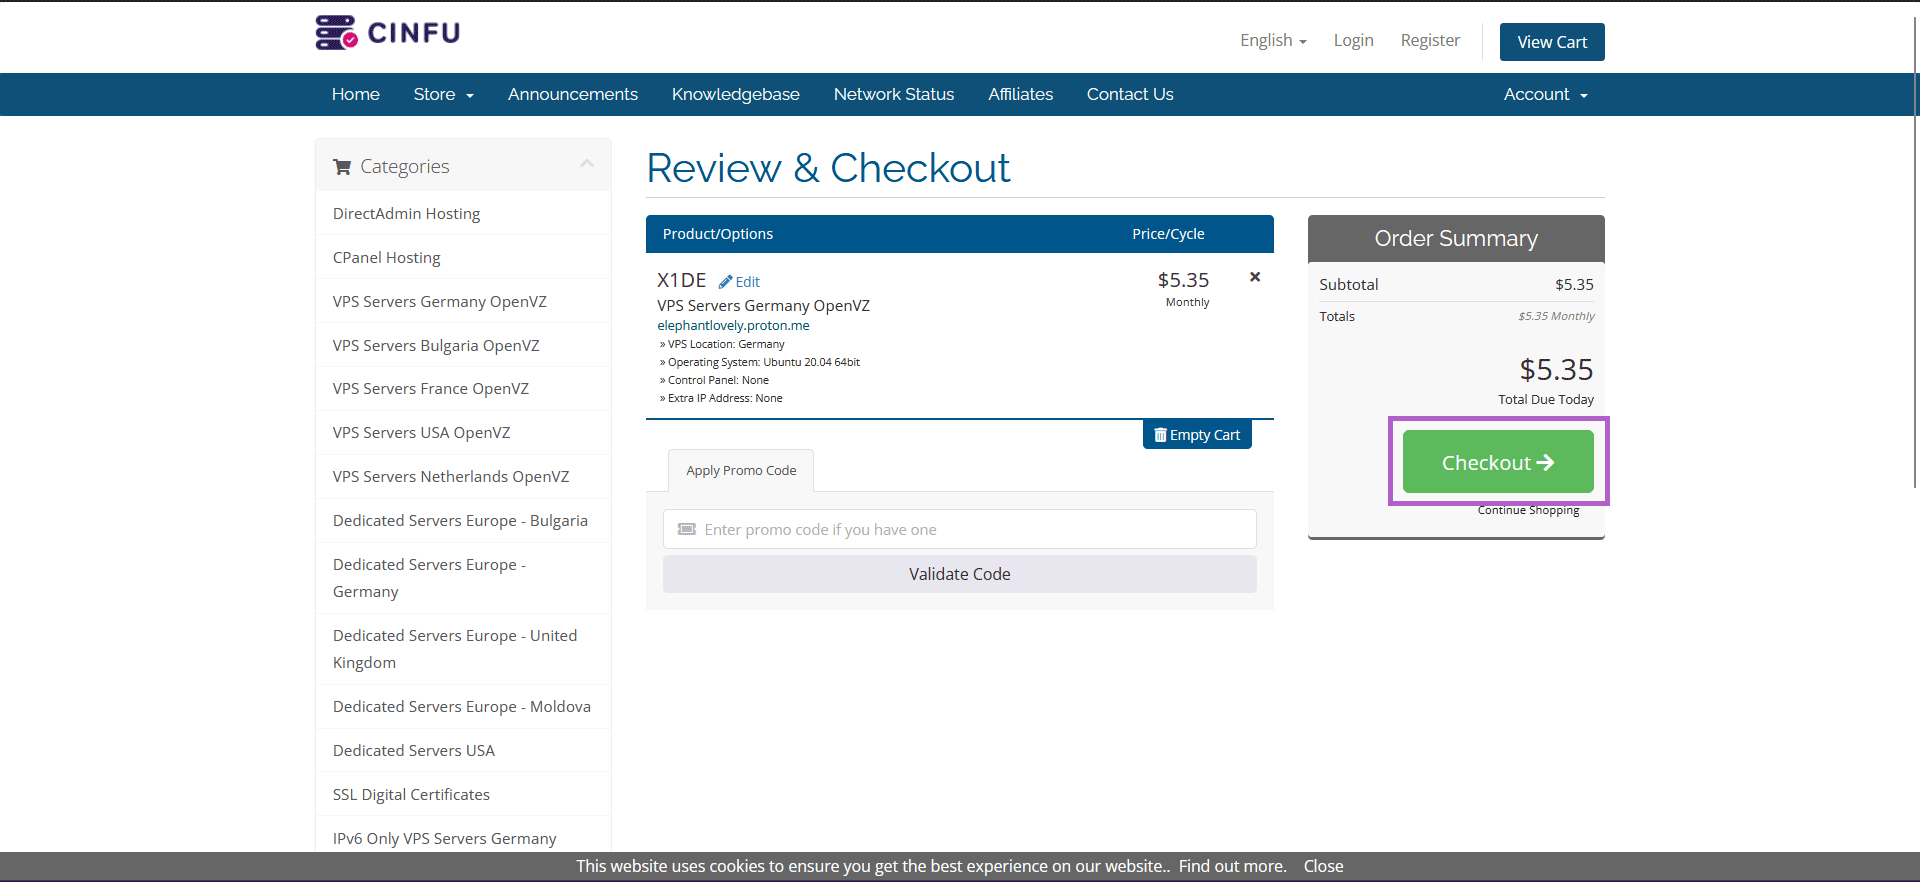 CINFU
English
Login
Register
View Cart
Home
Store
Announcements
Knowledgebase
Network Status
Affiliates
Contact Us
Account
Categories
DirectAdmin Hosting
CPanel Hosting
VPS Servers Germany OpenVZ
VPS Servers Bulgaria OpenVZ
VPS Servers France OpenVZ
VPS Servers USA OpenVZ
VPS Servers Netherlands OpenVZ
Dedicated Servers Europe - Bulgaria
Dedicated Servers Europe -
Germany
Dedicated Servers Europe - United
Kingdom
Dedicated Servers Europe - Moldova
Dedicated Servers USA
SSL Digital Certificates
IPv6 Only VPS Servers Germany
Review & Checkout
Product/Options
Price/Cycle
X1DE
Edit
$5.35
Monthly
VPS Servers Germany OpenVZ
elephantlovely.proton.me
» VPS Location: Germany
» Operating System: Ubuntu 20.04 64bit
» Control Panel: None
» Extra IP Address: None
Empty Cart
Apply Promo Code
Enter promo code if you have one
Validate Code
Order Summary
Subtotal $5.35
Totals $5.35 Monthly
$5.35
Total Due Today
Checkout
Continue Shopping
This website uses cookies to ensure you get the best experience on our website.. Find out more. Close